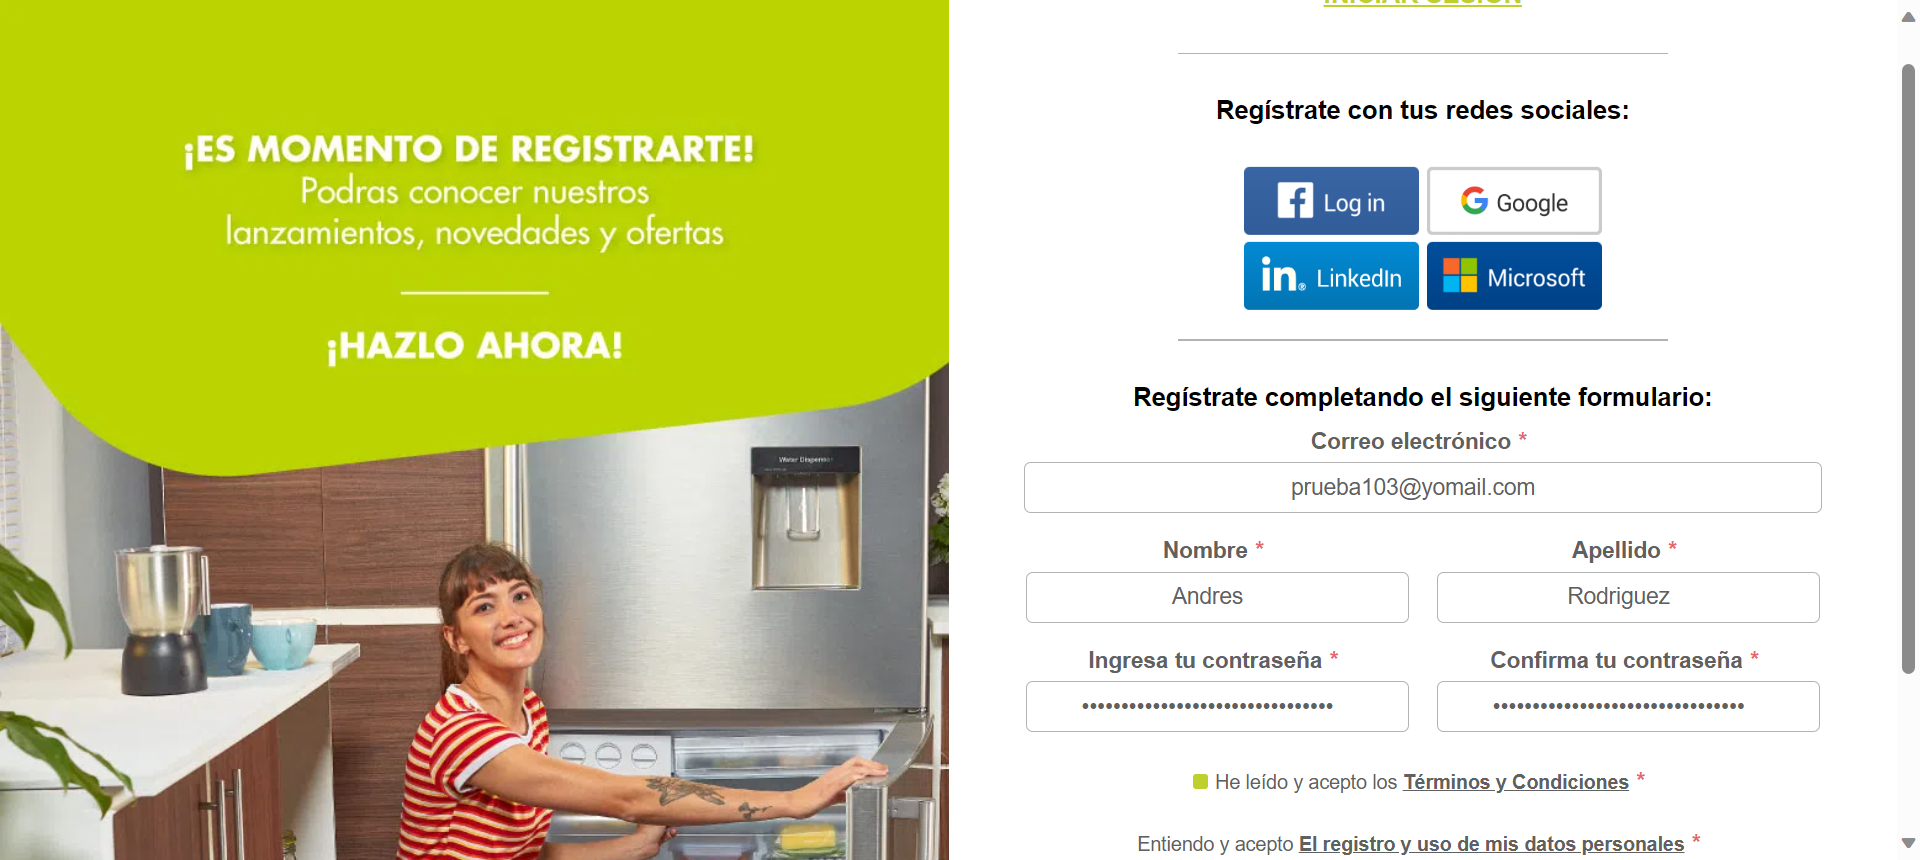 ¡ES MOMENTO DE REGISTRARTE!
Podras conocer nuestros
lanzamientos, novedades y ofertas
¡HAZLO AHORA!
Water Dispenser
INICIAR SESIÓN
Regístrate con tus redes sociales:
Log in
Google
LinkedIn
Microsoft
Regístrate completando el siguiente formulario:
Correo electrónico *
prueba103@yomail.com
Nombre * Apellido *
Andres Rodriguez
Ingresa tu contraseña * Confirma tu contraseña *
•••••••••••••••••••••••••••••••• ••••••••••••••••••••••••••••••••
He leído y acepto los Términos y Condiciones *
Entiendo y acepto El registro y uso de mis datos personales *